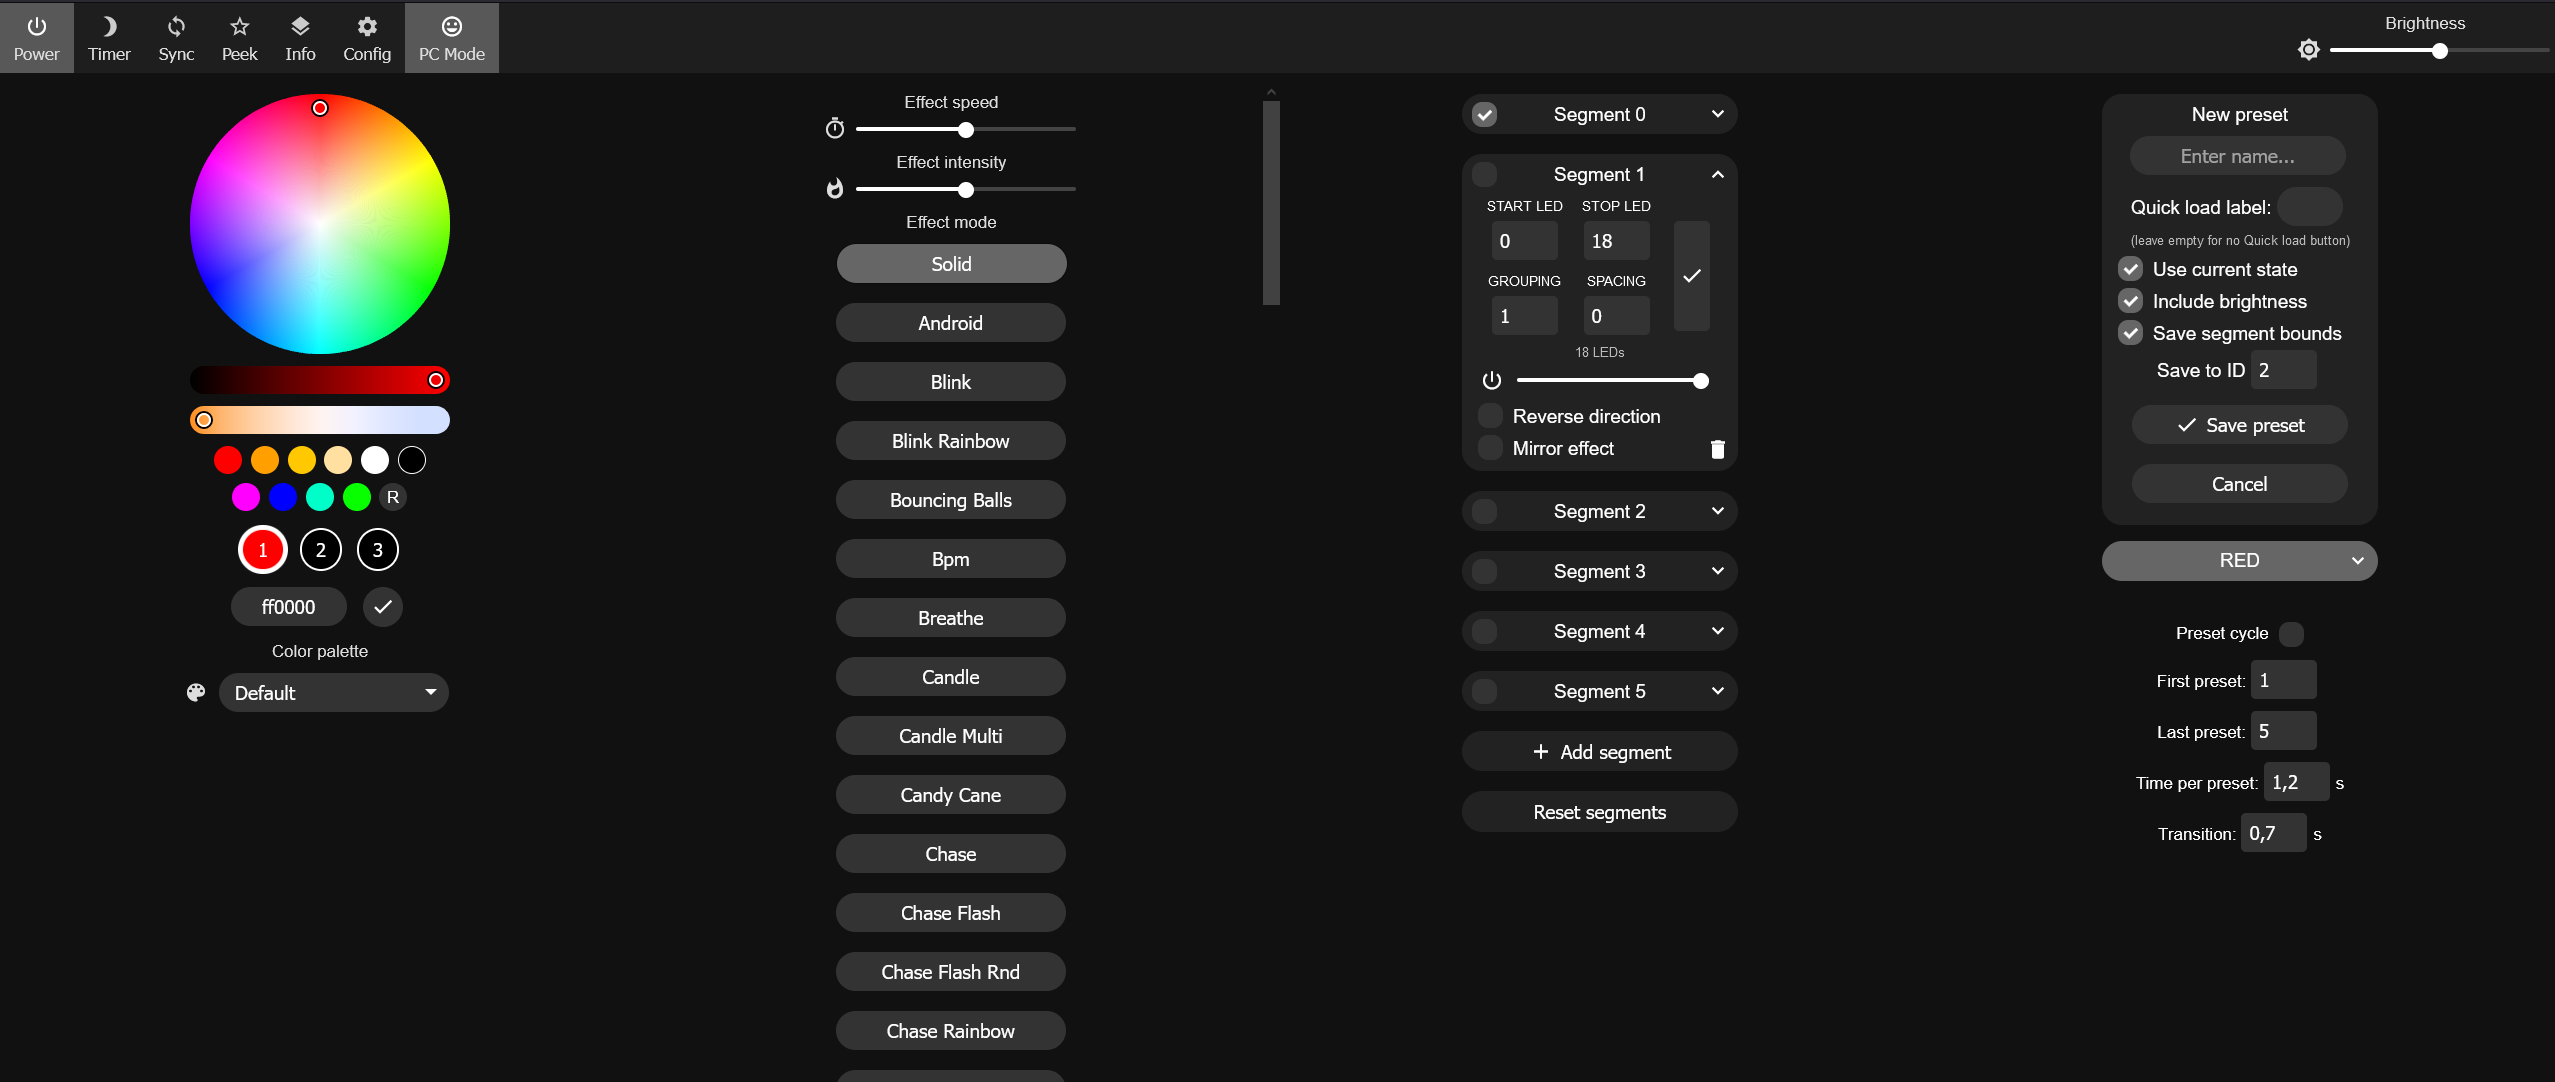 Power
Timer
Sync
Peek
Info
Config
PC Mode
Brightness
R
1
2
3
ff0000
Color palette
Default
Effect speed
Effect intensity
Effect mode
Solid
Android
Blink
Blink Rainbow
Bouncing Balls
Bpm
Breathe
Candle
Candle Multi
Candy Cane
Chase
Chase Flash
Chase Flash Rnd
Chase Rainbow
Segment 0
Segment 1
START LED STOP LED
0 18
GROUPING SPACING
1 0
18 LEDs
Reverse direction
Mirror effect
Segment 2
Segment 3
Segment 4
Segment 5
+ Add segment
Reset segments
New preset
Enter name...
Quick load label:
(leave empty for no Quick load button)
Use current state
Include brightness
Save segment bounds
Save to ID 2
Save preset
Cancel
RED
Preset cycle
First preset: 1
Last preset: 5
Time per preset: 1,2 s
Transition: 0,7 s